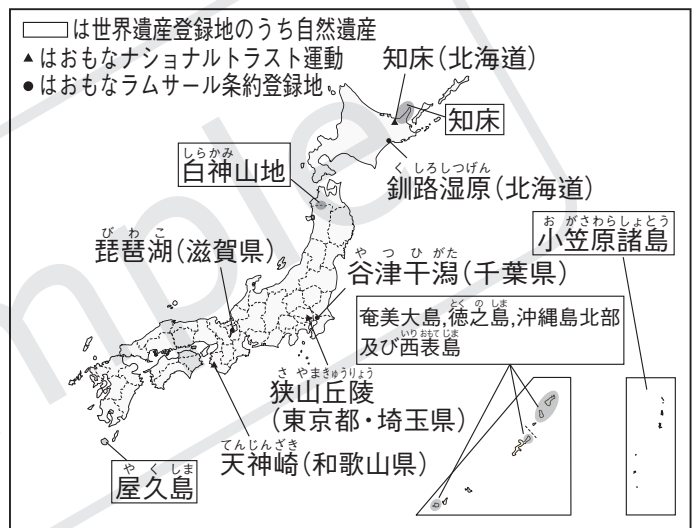 は世界遺産登録地のうち自然遺産
▲はおもなナショナルトラスト運動
●はおもなラムサール条約登録地
知床(北海道)
知床
しらかみ
白神山地
くしろしつげん
釧路湿原(北海道)
おがさわらしょとう
小笠原諸島
びわこ
琵琶湖(滋賀県)
やつひがた
谷津干潟(千葉県)
とくのしま
奄美大島,徳之島,沖縄島北部
いりおもてじま
及び西表島
さやまきゅうりょう
狭山丘陵
(東京都・埼玉県)
てんじんざき
天神崎(和歌山県)
やくしま
屋久島